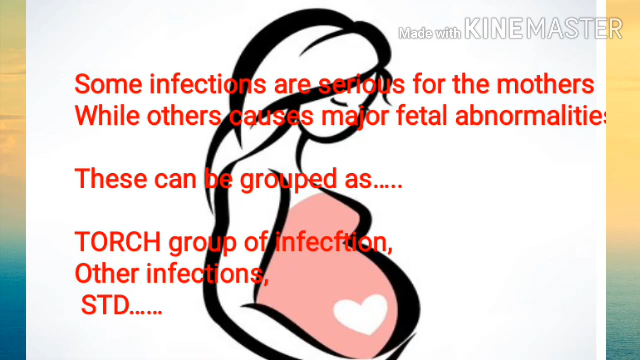 Made with KINEMASTER
Some infections are serious for the mothers
While others causes major fetal abnormalities
These can be grouped as.....
TORCH group of infecftion,
Other infections,
STD......